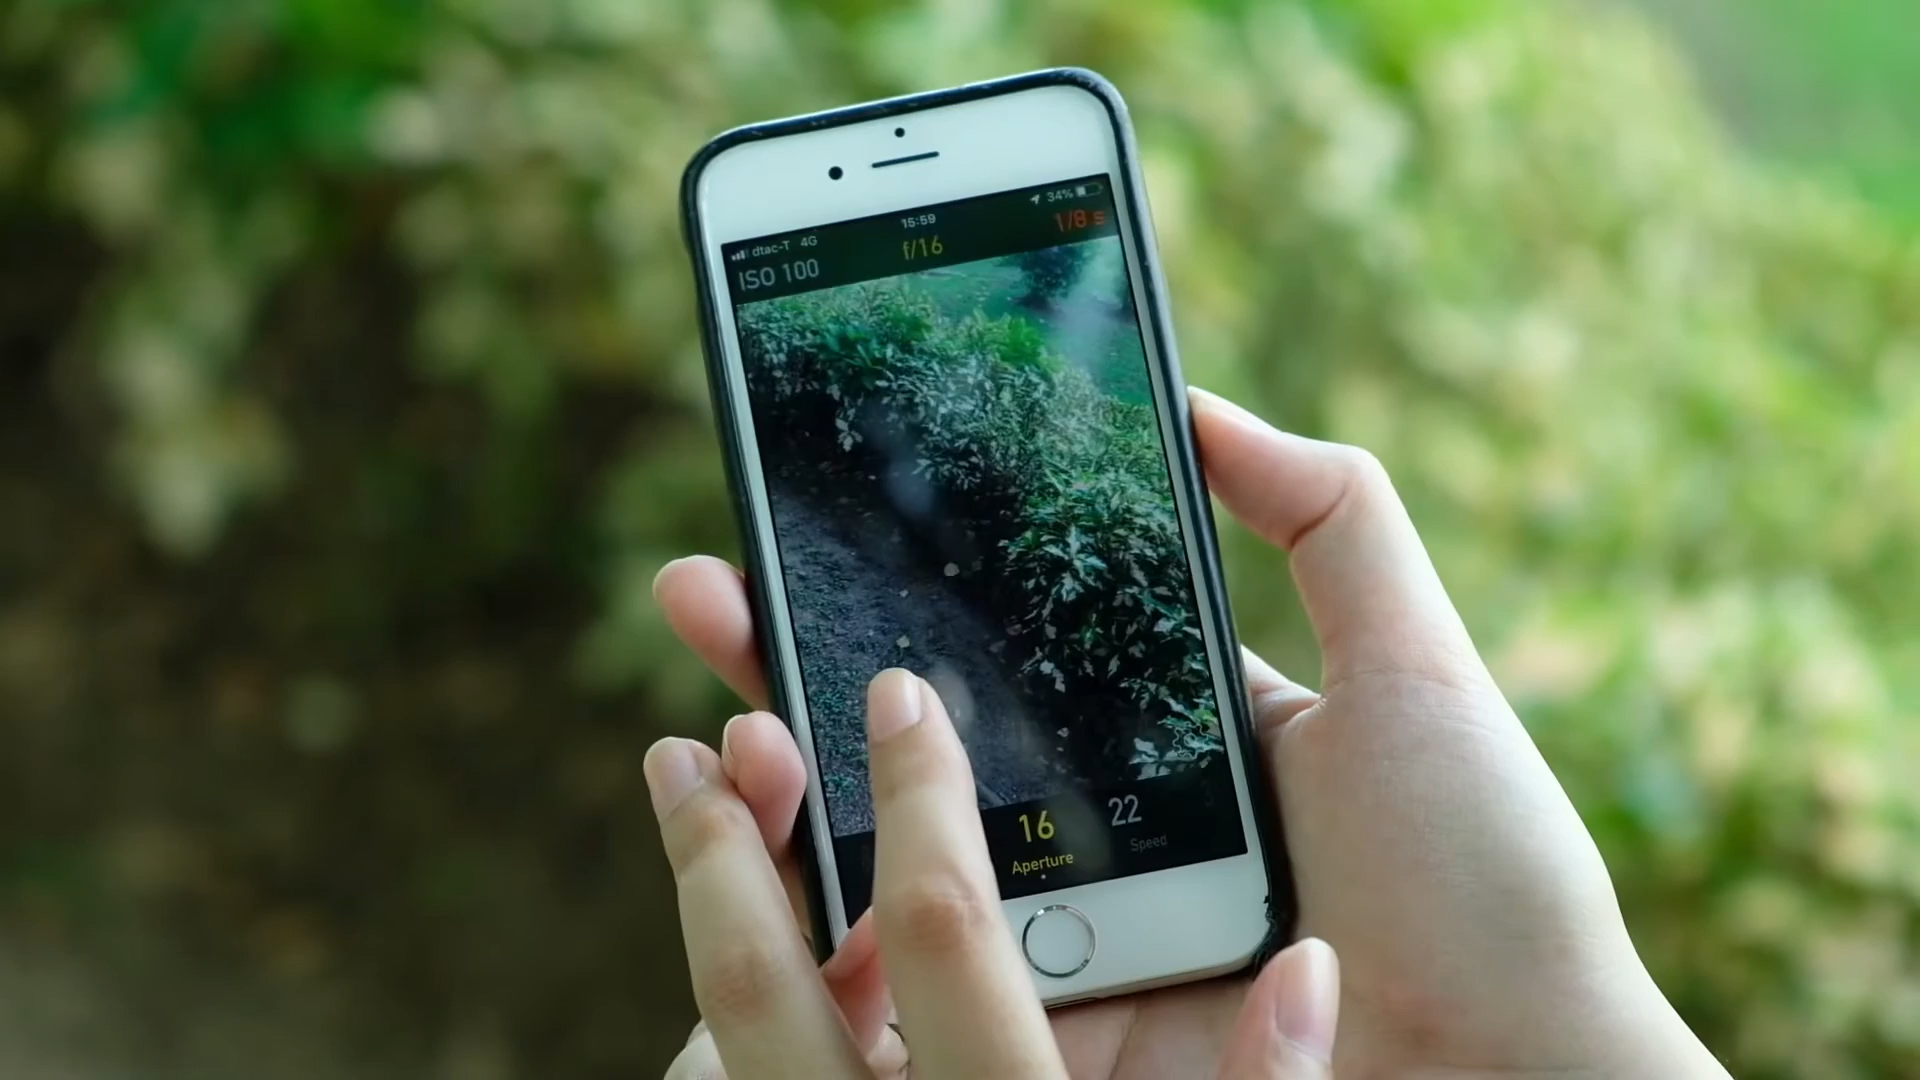 dtac-T 4G 15:59 34%
ISO 100 f/16 1/8 s
16 22
Aperture Speed